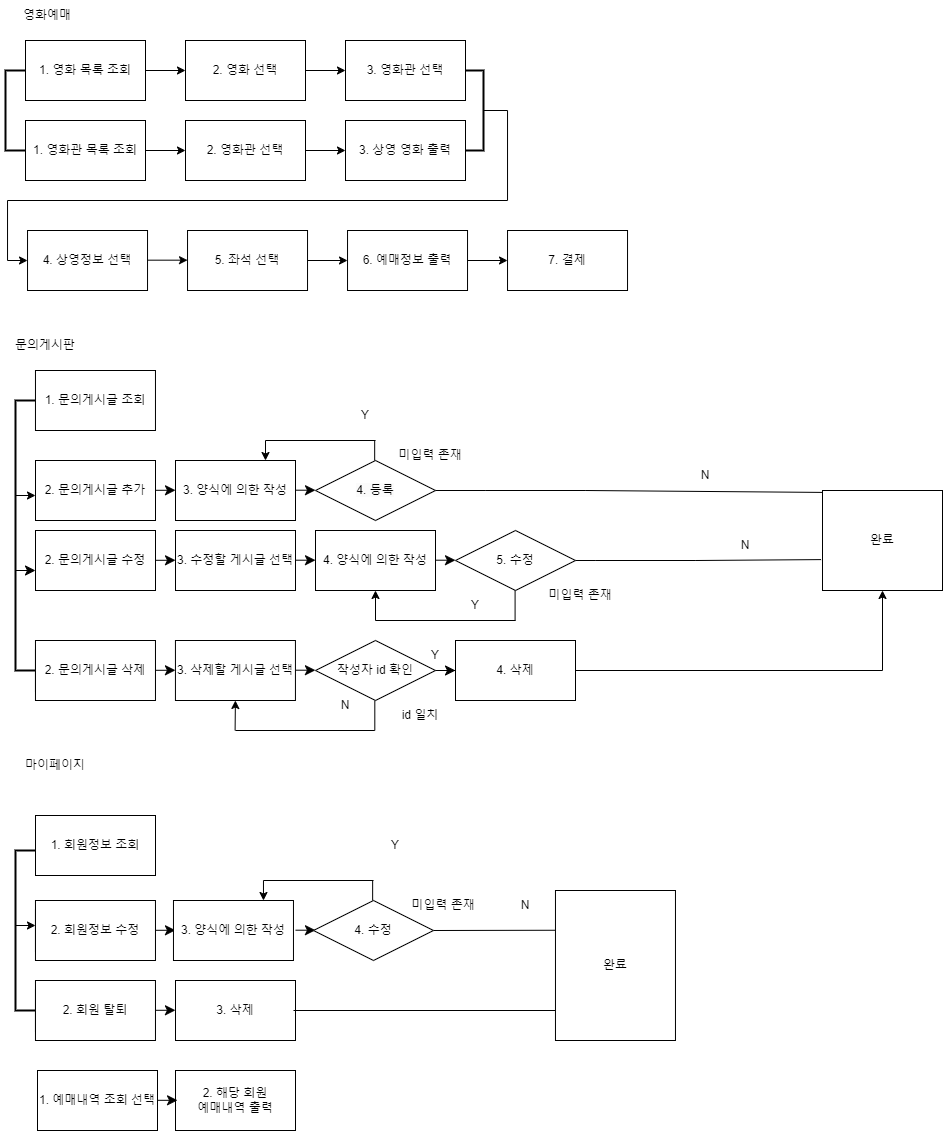 영화예매
1. 영화 목록 조회
2. 영화 선택
3. 영화관 선택
1. 영화관 목록 조회
2. 영화관 선택
3. 상영 영화 출력
4. 상영정보 선택
5. 좌석 선택
6. 예매정보 출력
7. 결제
문의게시판
1. 문의게시글 조회
Y
미입력 존재
2. 문의게시글 추가
3. 양식에 의한 작성
4. 등록
N
완료
2. 문의게시글 수정
3. 수정할 게시글 선택
4. 양식에 의한 작성
5. 수정
N
미입력 존재
Y
2. 문의게시글 삭제
3. 삭제할 게시글 선택
작성자 id 확인
Y
4. 삭제
N
id 일치
마이페이지
1. 회원정보 조회
Y
미입력 존재
N
2. 회원정보 수정
3. 양식에 의한 작성
4. 수정
완료
2. 회원 탈퇴
3. 삭제
1. 예매내역 조회 선택
2. 해당 회원
예매내역 출력